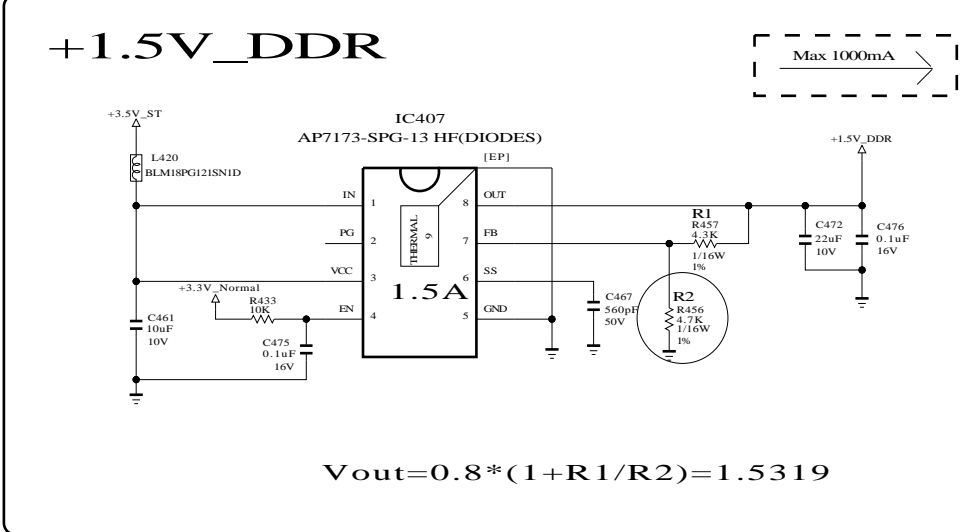 +1.5V_DDR
Max 1000mA
+3.5V_ST
L420
BLM18PG121SN1D
IC407
AP7173-SPG-13 HF(DIODES)
[EP]
+1.5V_DDR
IN
1
8
OUT
PG
2
7
FB
VCC
3
6
SS
EN
4
5
GND
THERMAL
9
1.5A
R1
R457
4.3K
1/16W
1%
C472
22uF
10V
C476
0.1uF
16V
+3.3V_Normal
R433
10K
C461
10uF
10V
C475
0.1uF
16V
C467
560pF
50V
R2
R456
4.7K
1/16W
1%
Vout=0.8*(1+R1/R2)=1.5319